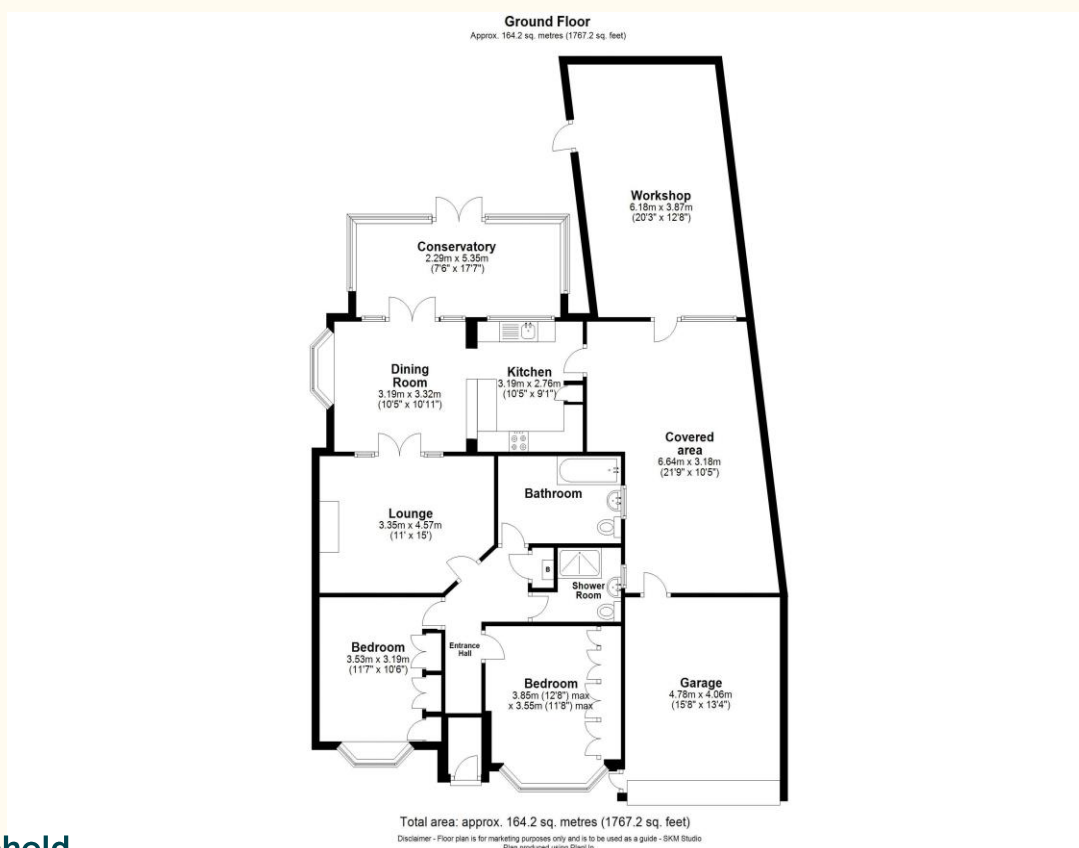 Ground Floor
Approx. 164.2 sq. metres (1767.2 sq. feet)
Workshop
6.18m x 3.87m
(20'3" x 12'8")
Conservatory
2.29m x 5.35m
(7'6" x 17'7")
Dining
Room
3.19m x 3.32m
(10'5" x 10'11")
Kitchen
3.19m x 2.76m
(10'5" x 9'1")
Covered
area
6.64m x 3.18m
(21'9" x 10'5")
Bathroom
Lounge
3.35m x 4.57m
(11' x 15')
B
Shower
Room
Entrance
Hall
Bedroom
3.53m x 3.19m
(11'7" x 10'6")
Bedroom
3.85m (12'8") max
x 3.55m (11'8") max
Garage
4.78m x 4.06m
(15'8" x 13'4")
Total area: approx. 164.2 sq. metres (1767.2 sq. feet)
Disclaimer - Floor plan is for marketing purposes only and is to be used as a guide - SKM Studio
Plan produced using PlanUp.